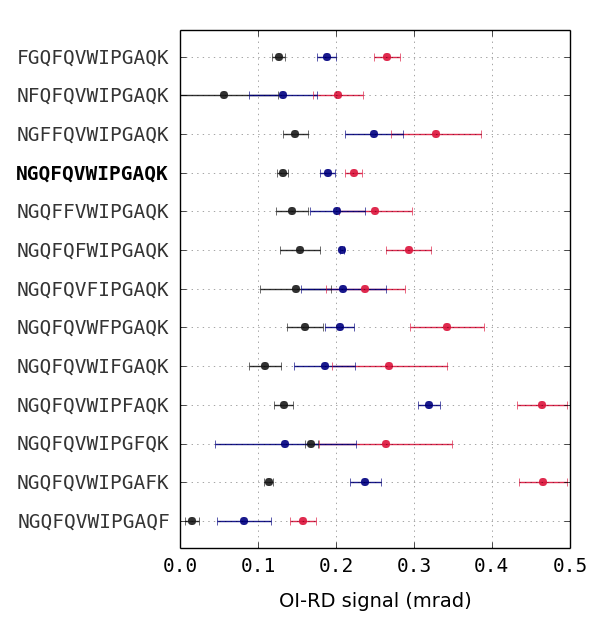 FGQFQVWIPGAQK
NFQFQVWIPGAQK
NGFFQVWIPGAQK
NGQFQVWIPGAQK
NGQFFVWIPGAQK
NGQFQFWIPGAQK
NGQFQVFIPGAQK
NGQFQVWFPGAQK
NGQFQVWIFGAQK
NGQFQVWIPFAQK
NGQFQVWIPGFQK
NGQFQVWIPGAFK
NGQFQVWIPGAQF
0.0 0.1 0.2 0.3 0.4 0.5
OI-RD signal (mrad)